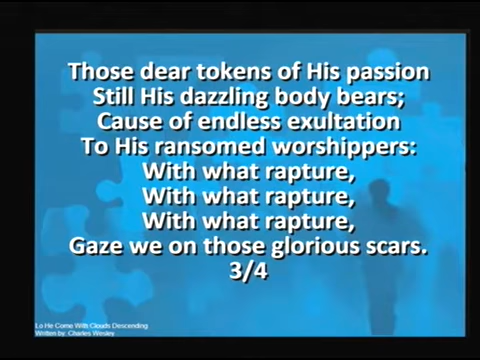 Those dear tokens of His passion
Still His dazzling body bears;
Cause of endless exultation
To His ransomed worshippers:
With what rapture,
With what rapture,
With what rapture,
Gaze we on those glorious scars.
3/4
Lo He Come With Clouds Descending
Written by: Charles Wesley